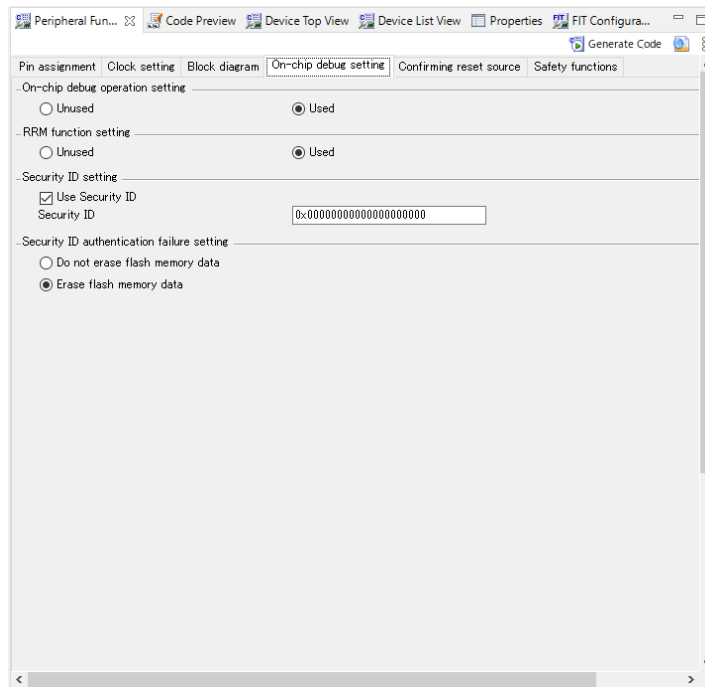 Peripheral Fun... Code Preview Device Top View Device List View Properties FIT Configura...
Generate Code
Pin assignment Clock setting Block diagram On-chip debug setting Confirming reset source Safety functions
On-chip debug operation setting
Unused Used
RRM function setting
Unused Used
Security ID setting
Use Security ID
Security ID 0x00000000000000000000
Security ID authentication failure setting
Do not erase flash memory data
Erase flash memory data